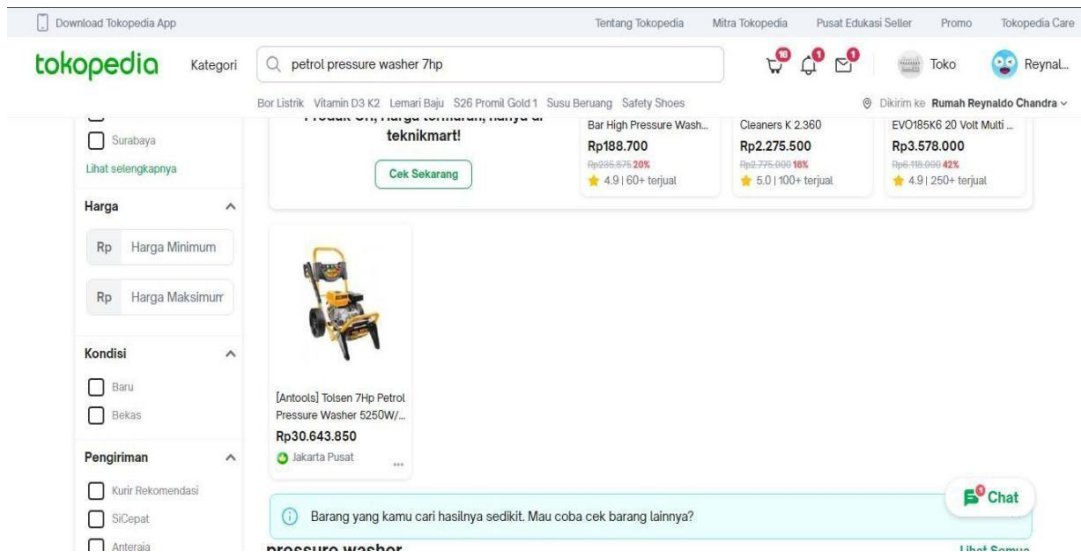 Download Tokopedia App
Tentang Tokopedia Mitra Tokopedia Pusat Edukasi Seller Promo Tokopedia Care
tokopedia Kategori petrol pressure washer 7hp 10 1 1 Toko Reynal...
Bor Listrik Vitamin D3 K2 Lemari Baju S26 Promil Gold 1 Susu Beruang Safety Shoes
Dikirim ke Rumah Reynaldo Chandra
Surabaya
Lihat selengkapnya
Harga
Rp Harga Minimum
Rp Harga Maksimum
Kondisi
Baru
Bekas
Pengiriman
Kurir Rekomendasi
SiCepat
Anteraja
teknikmart!
Cek Sekarang
Bar High Pressure Wash...
Rp188.700
Rp235.875 20%
4.9 | 60+ terjual
Cleaners K 2.360
Rp2.275.500
Rp2.775.000 18%
5.0 | 100+ terjual
EVO185K6 20 Volt Multi ...
Rp3.578.000
Rp6.118.000 42%
4.9 | 250+ terjual
[Antools] Tolsen 7Hp Petrol
Pressure Washer 5250W/...
Rp30.643.850
Jakarta Pusat
Barang yang kamu cari hasilnya sedikit. Mau coba cek barang lainnya?
1 Chat
pressure washer
Lihat Semua